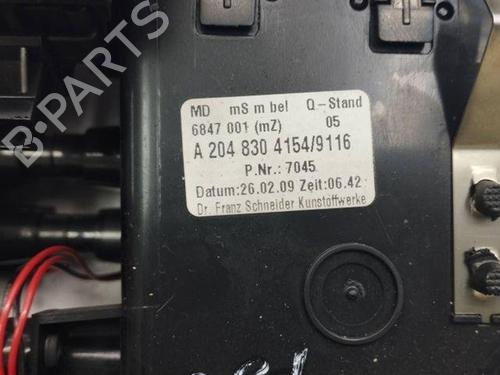 B-PARTS
MD mS m bel Q-Stand
6847 001 (mZ) 05
A 204 830 4154/9116
P.Nr.: 7045
Datum:26.02.09 Zeit:06.42
Dr. Franz Schneider Kunstoffwerke